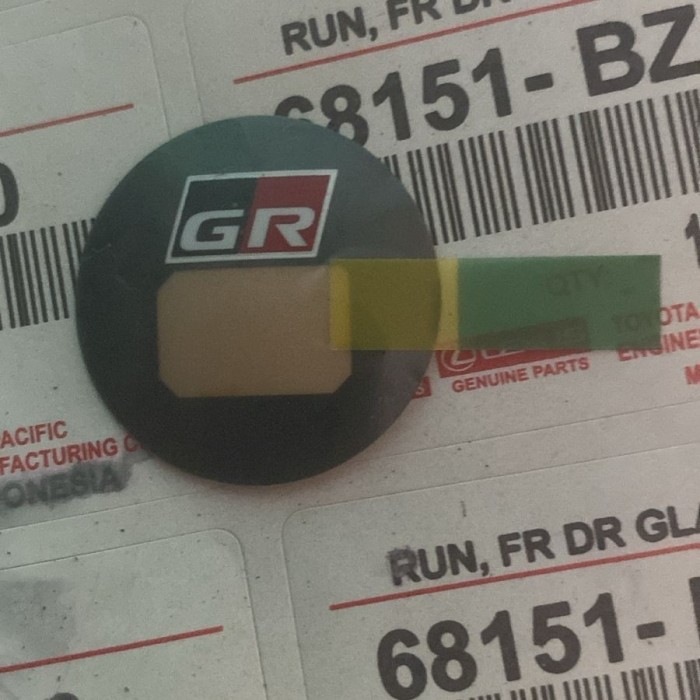 RUN, FR DR
68151- BZ
GR
QTY.
TOYOTA
ENGINE
GENUINE PARTS
ACIFIC
FACTURING C
ONESIA
RUN, FR DR GLA
68151-